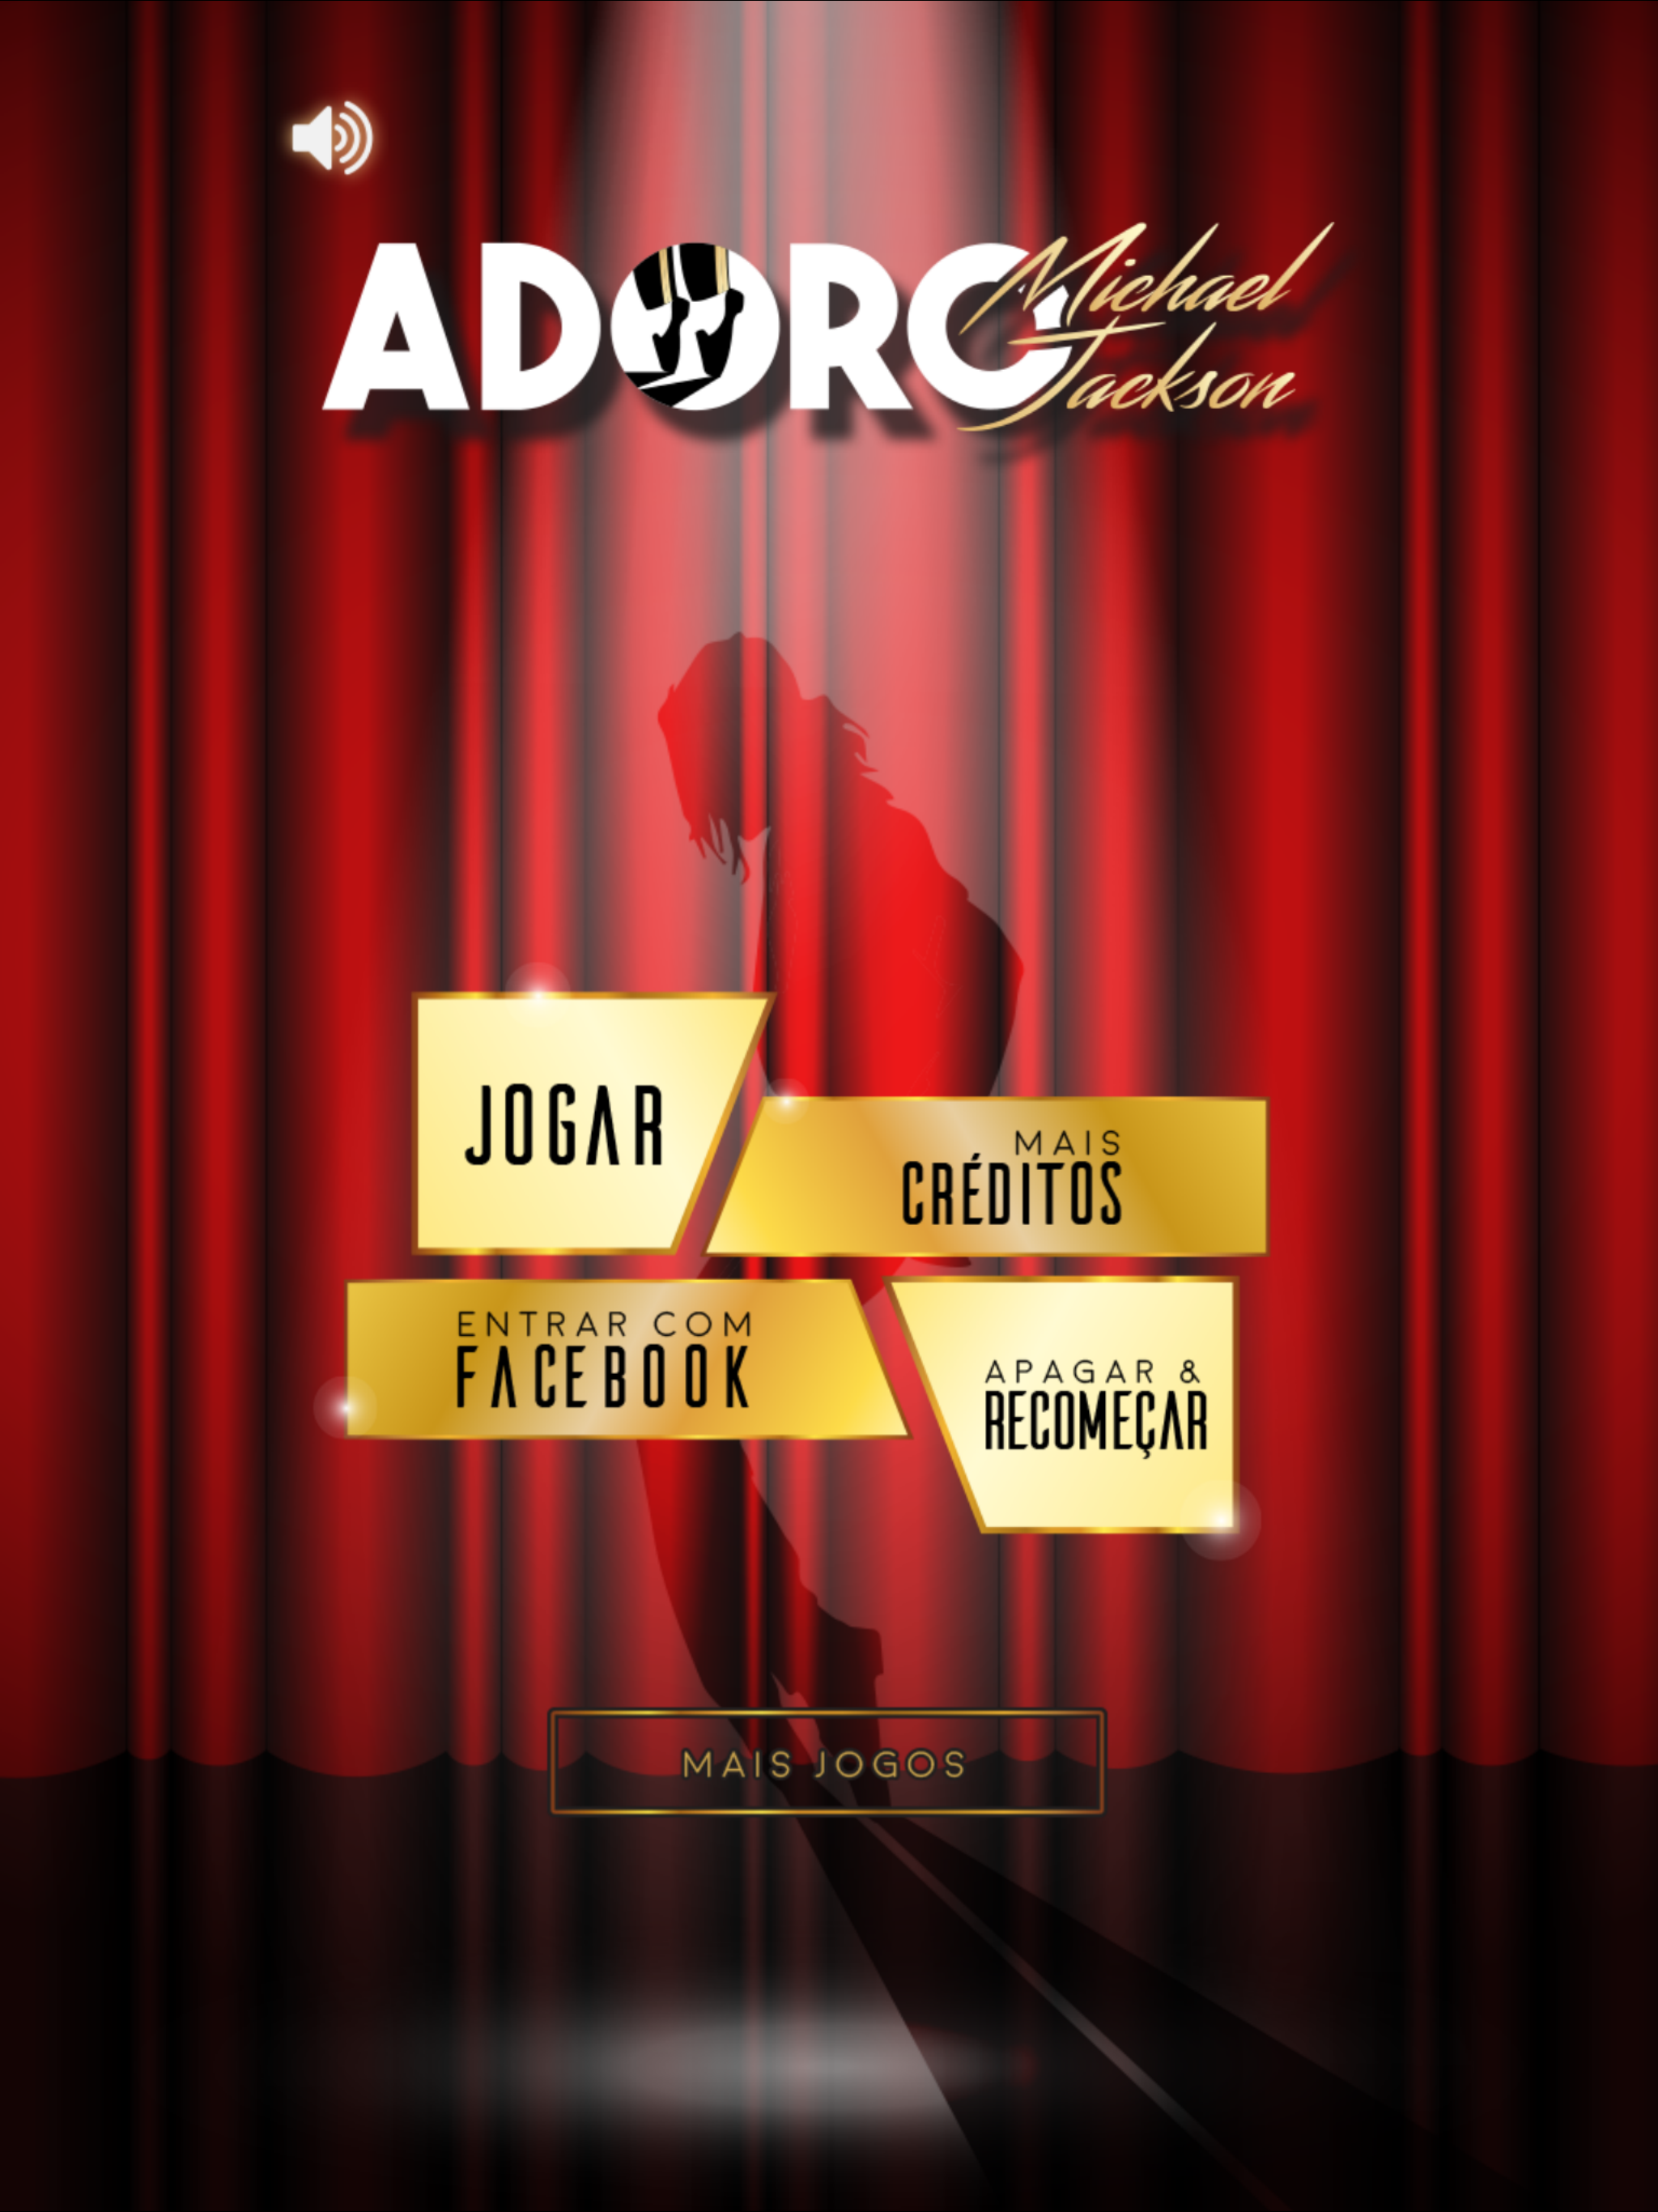 ADORO
Michael
Jackson
JOGAR
MAIS
CRÉDITOS
ENTRAR COM
FACEBOOK
APAGAR &
RECOMEÇAR
MAIS JOGOS